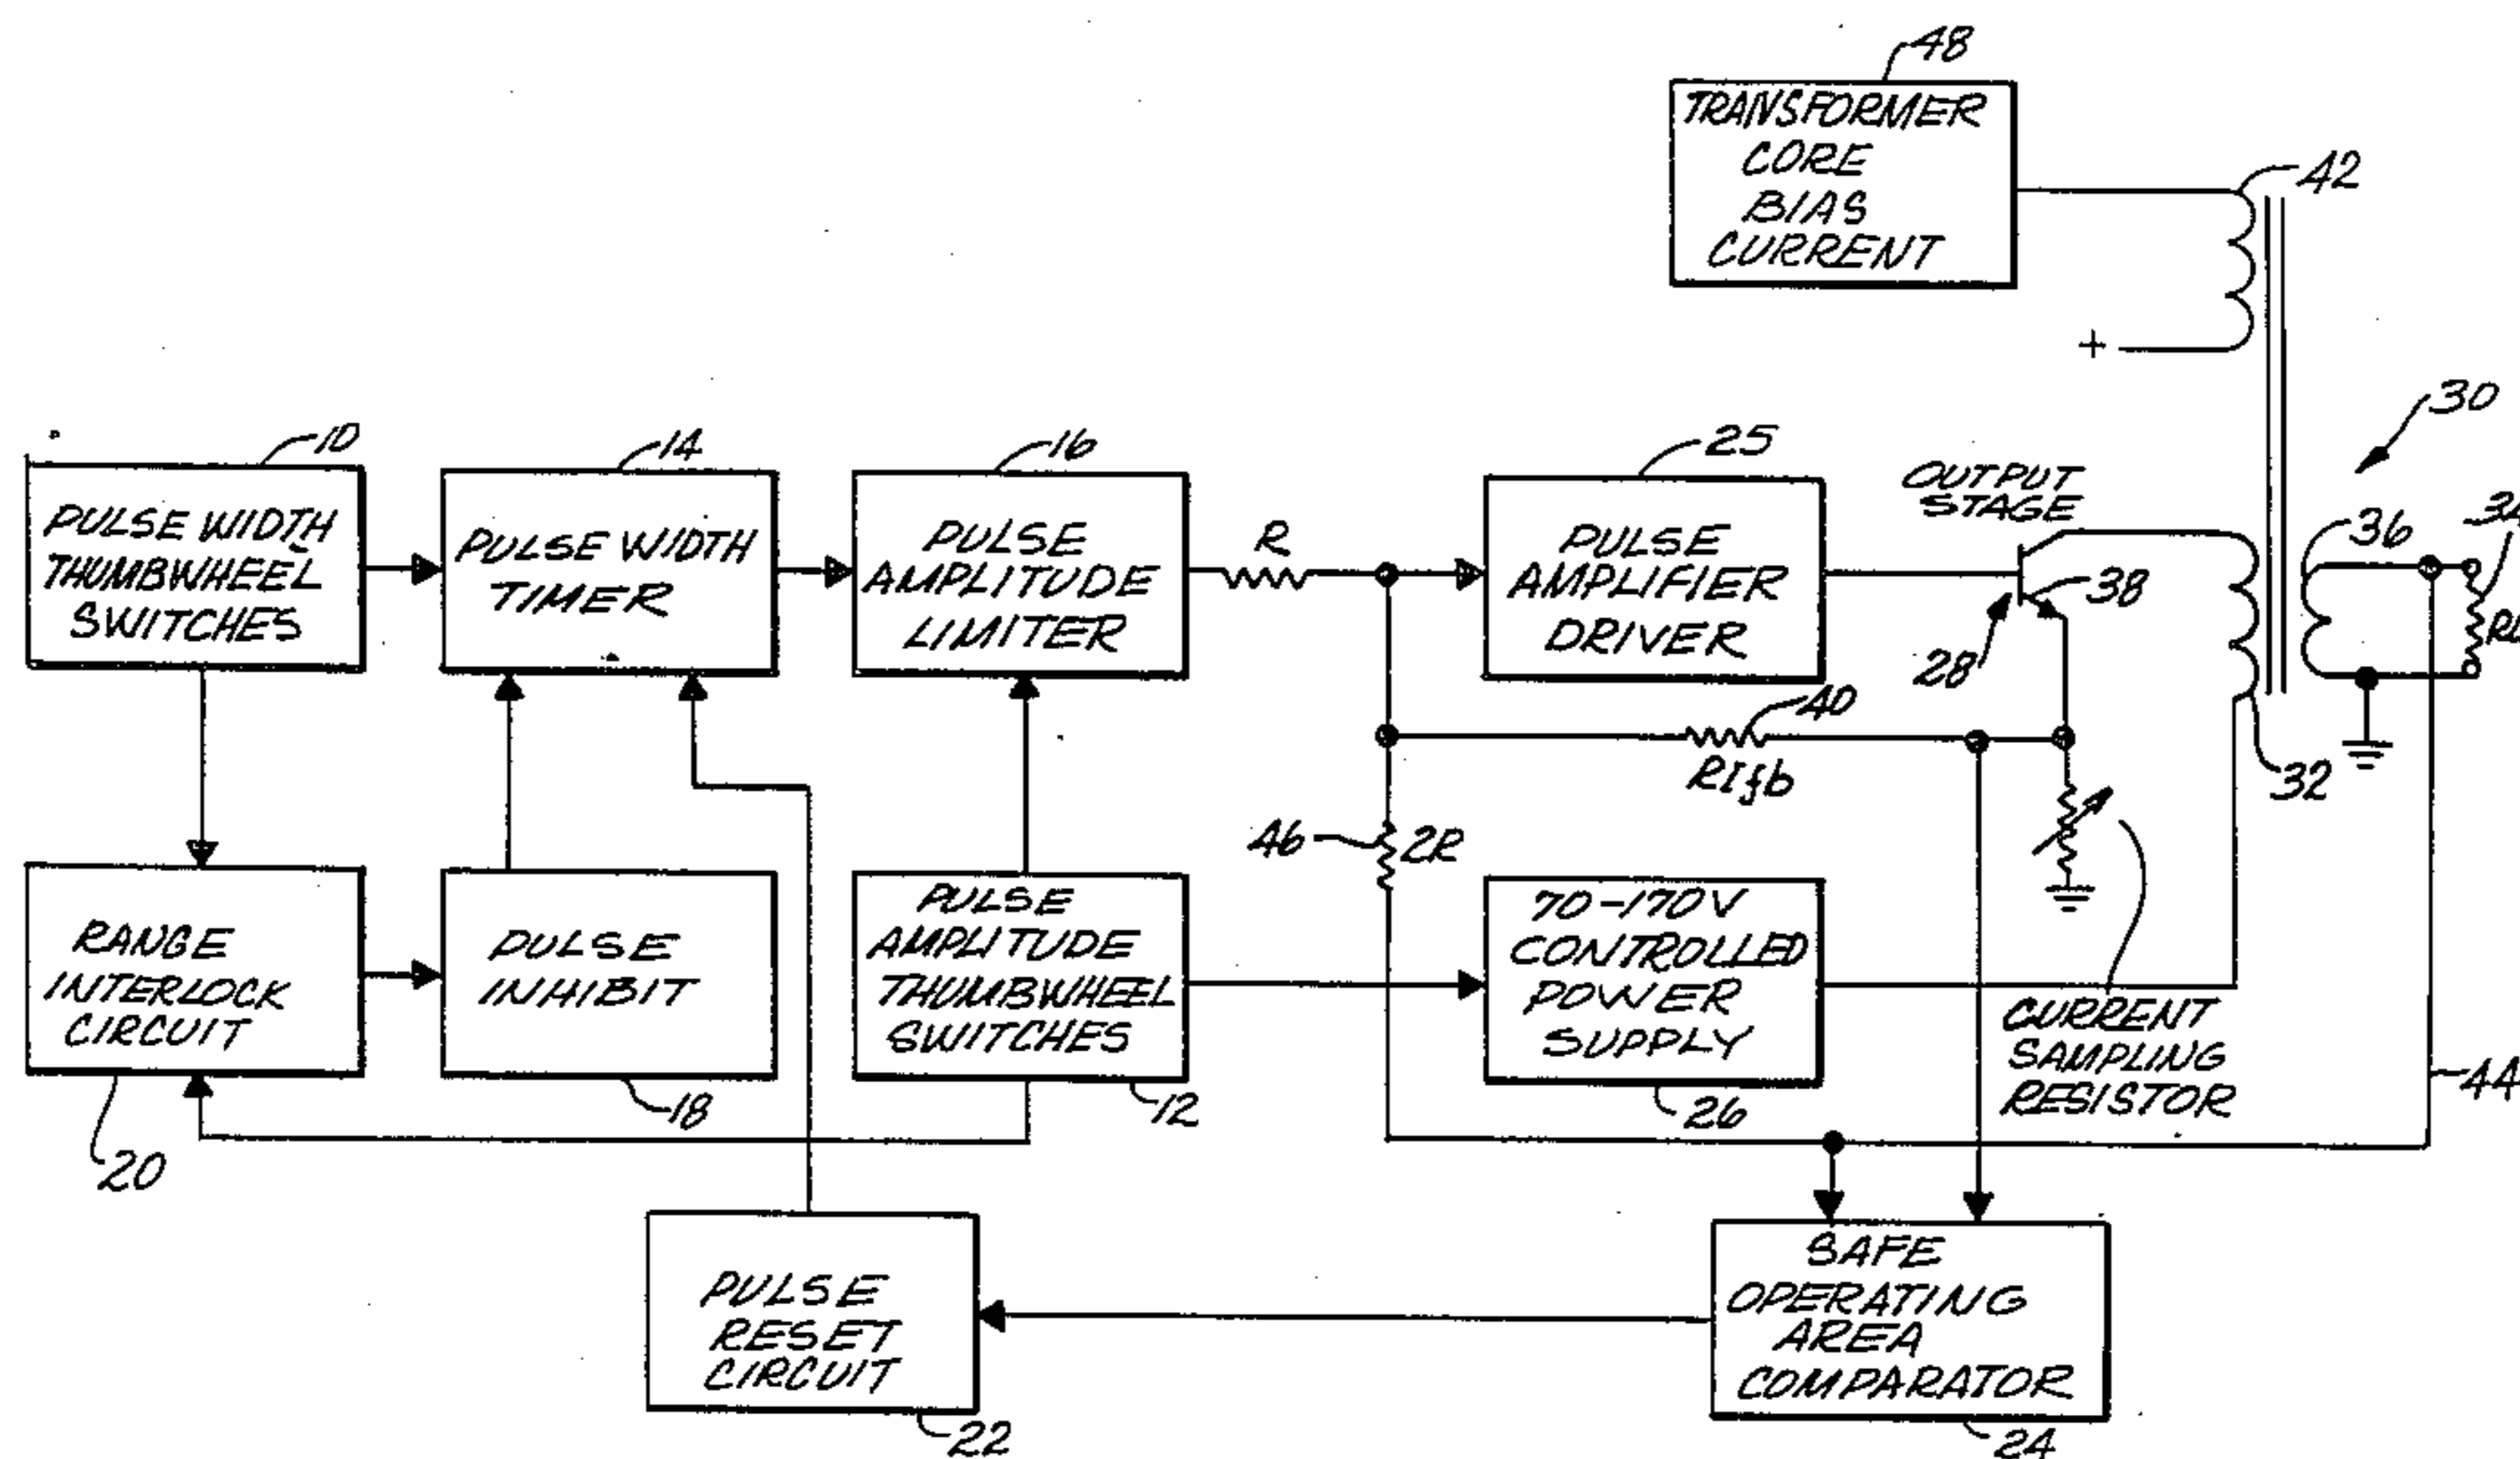 48
TRANSFORMER
CORE
BIAS
CURRENT
42
+
30
10
PULSE WIDTH
THUMBWHEEL
SWITCHES
14
PULSE WIDTH
TIMER
16
PULSE
AMPLITUDE
LIMITER
R
25
PULSE
AMPLIFIER
DRIVER
OUTPUT
STAGE
38
28
36
32
40
RIfb
46
2R
RANGE
INTERLOCK
CIRCUIT
20
PULSE
INHIBIT
18
PULSE
AMPLITUDE
THUMBWHEEL
SWITCHES
12
70-170V
CONTROLLED
POWER
SUPPLY
26
CURRENT
SAMPLING
RESISTOR
44
PULSE
RESET
CIRCUIT
22
SAFE
OPERATING
AREA
COMPARATOR
24